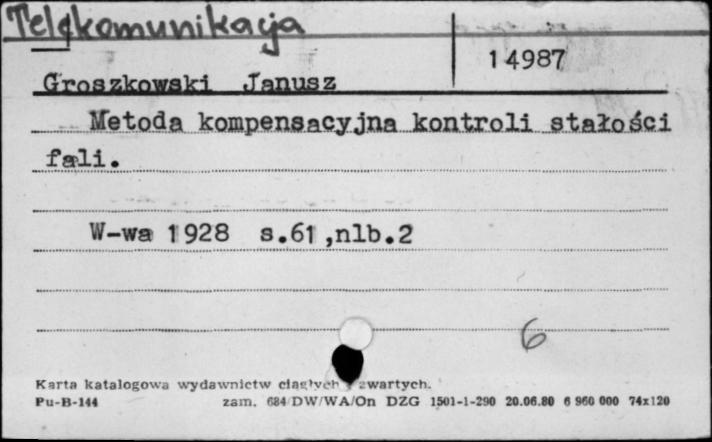 Telekomunikacja
14987
Groszkowski Janusz
Metoda kompensacyjna kontroli stałości
fali.
W-wa 1928 s.61,nlb.2
6
Karta katalogowa wydawnictw ciągłych i zwartych.
Pu-B-144 zam. 684/DW/WA/On DZG 1501-1-290 20.06.80 6 960 000 74x120